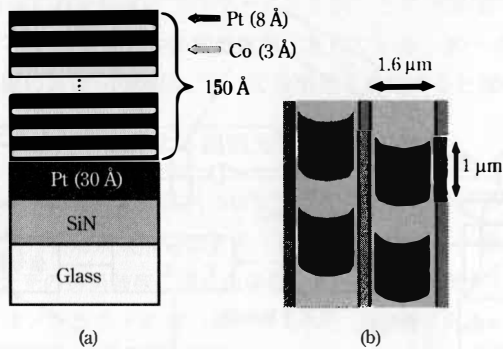 Pt (8 Å)
Co (3 Å)
150 Å
Pt (30 Å)
SiN
Glass
(a)
1.6 μm
1 μm
(b)